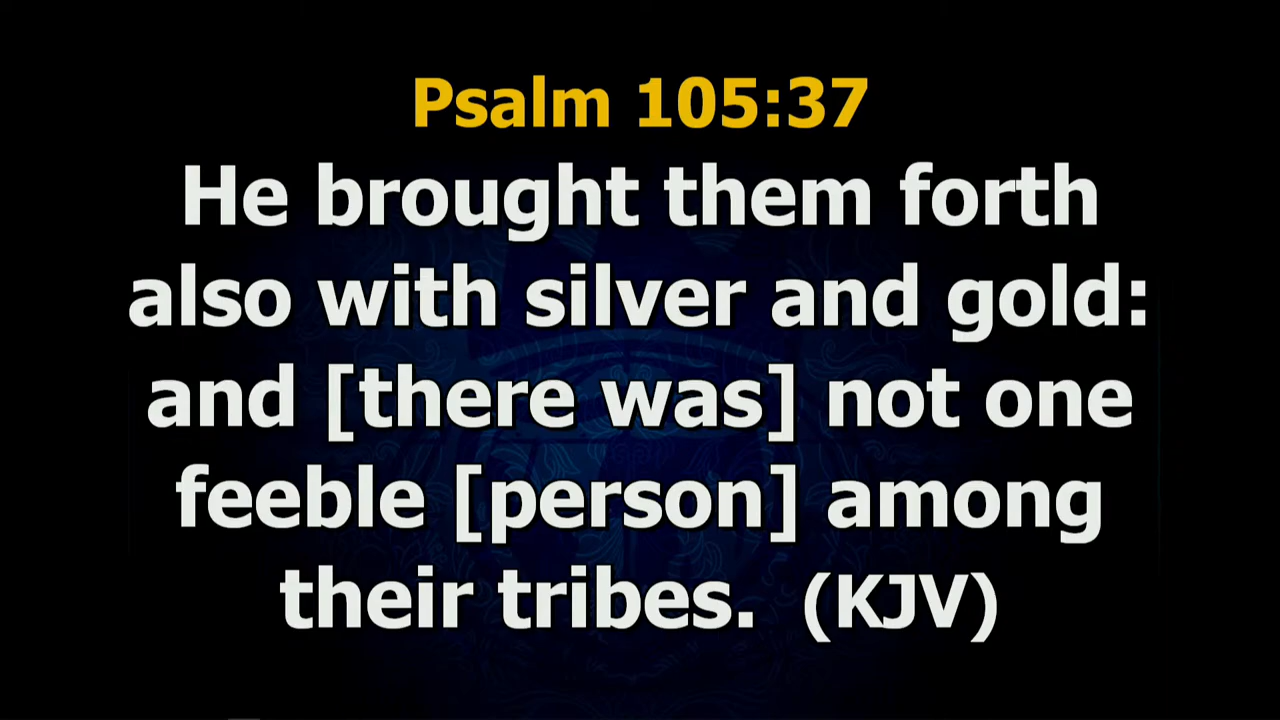 Psalm 105:37
He brought them forth
also with silver and gold:
and [there was] not one
feeble [person] among
their tribes.  (KJV)